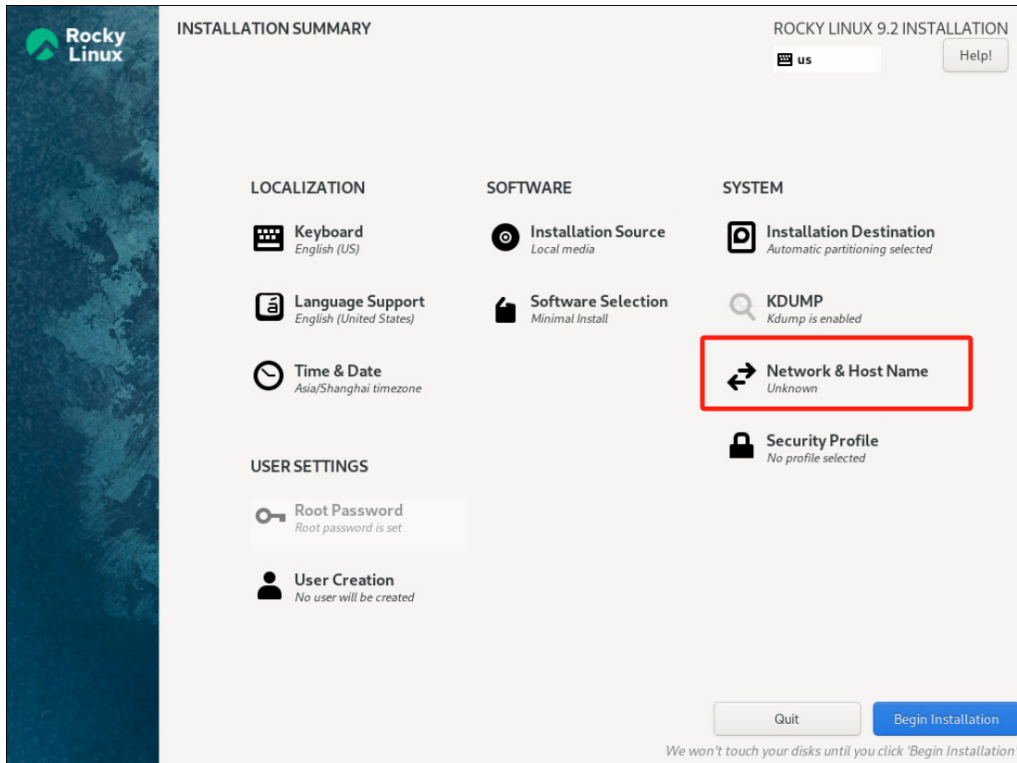 Rocky
Linux
INSTALLATION SUMMARY
ROCKY LINUX 9.2 INSTALLATION
us
Help!
LOCALIZATION
Keyboard
English (US)
á
Language Support
English (United States)
Time & Date
Asia/Shanghai timezone
SOFTWARE
Installation Source
Local media
Software Selection
Minimal Install
SYSTEM
Installation Destination
Automatic partitioning selected
KDUMP
Kdump is enabled
Network & Host Name
Unknown
Security Profile
No profile selected
USER SETTINGS
Root Password
Root password is set
User Creation
No user will be created
Quit
Begin Installation
We won't touch your disks until you click 'Begin Installation'